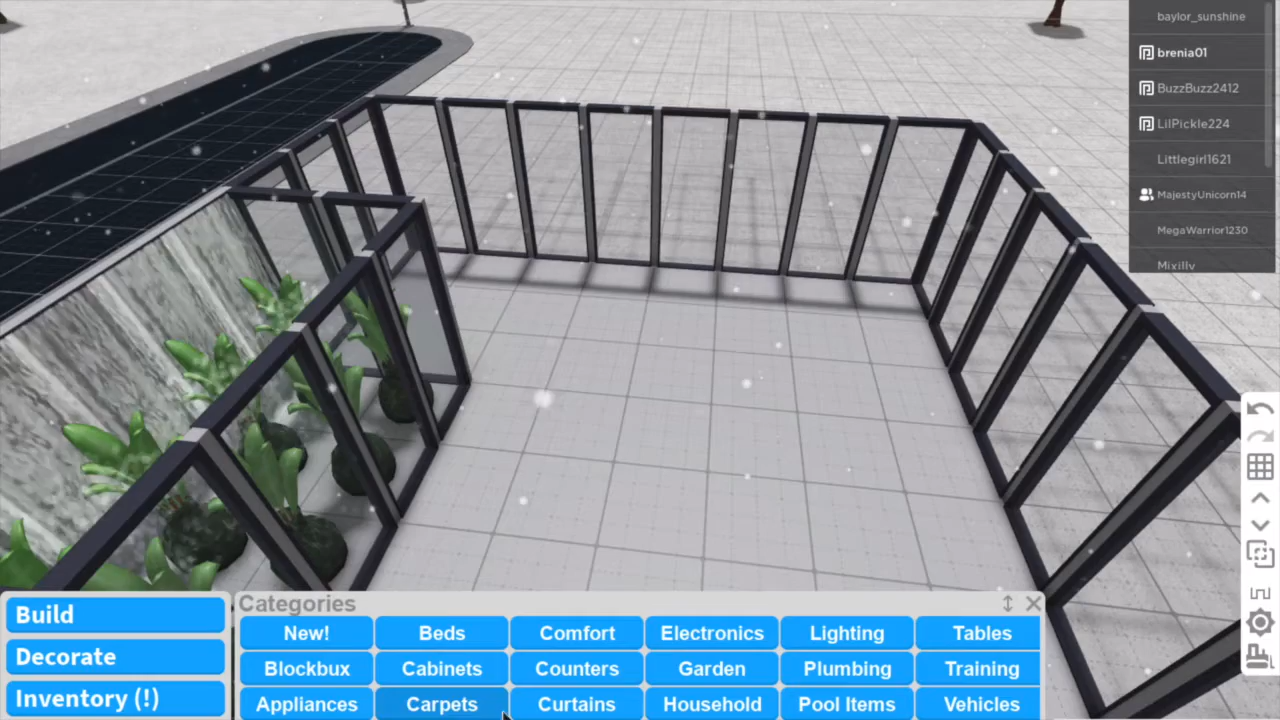 baylor_sunshine
brenia01
BuzzBuzz2412
LilPickle224
Littlegirl1621
MajestyUnicorn14
MegaWarrior1230
Mixilly
Build
Decorate
Inventory (!)
Categories
New! Beds Comfort Electronics Lighting Tables
Blockbux Cabinets Counters Garden Plumbing Training
Appliances Carpets Curtains Household Pool Items Vehicles